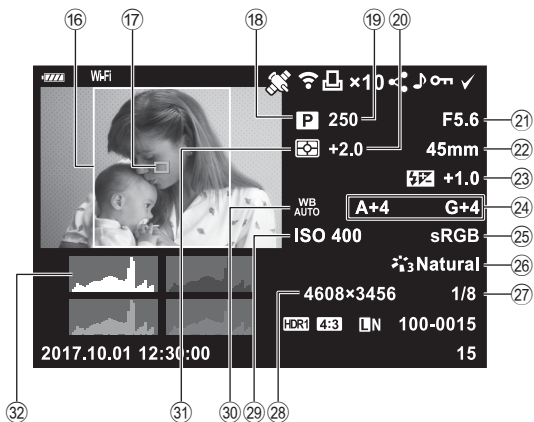 ⑯ ⑰ ⑱ ⑲ ⑳
Wi-Fi ×10
P 250 F5.6 ㉑
+2.0 45mm ㉒
+1.0 ㉓
WB AUTO A+4 G+4 ㉔
ISO 400 sRGB ㉕
3 Natural ㉖
4608×3456 1/8 ㉗
HDR1 4:3 LN 100-0015
2017.10.01 12:30:00 15
㉜ ㉛ ㉚ ㉙ ㉘